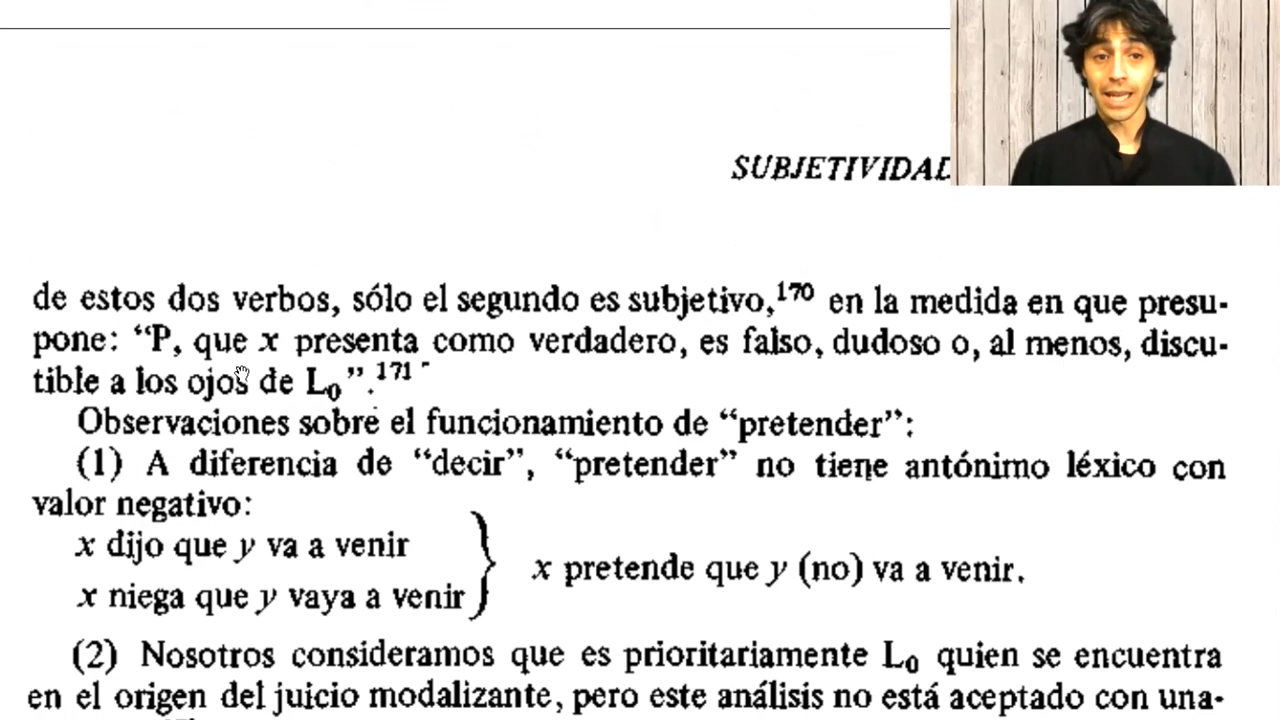 SUBJETIVIDAD
de estos dos verbos, sólo el segundo es subjetivo,¹⁷⁰ en la medida en que presu-
pone: “P, que x presenta como verdadero, es falso, dudoso o, al menos, discu-
tible a los ojos de L₀”.¹⁷¹
Observaciones sobre el funcionamiento de “pretender”:
(1) A diferencia de “decir”, “pretender” no tiene antónimo léxico con
valor negativo:
x dijo que y va a venir
x niega que y vaya a venir
x pretende que y (no) va a venir.
(2) Nosotros consideramos que es prioritariamente L₀ quien se encuentra
en el origen del juicio modalizante, pero este análisis no está aceptado con una-